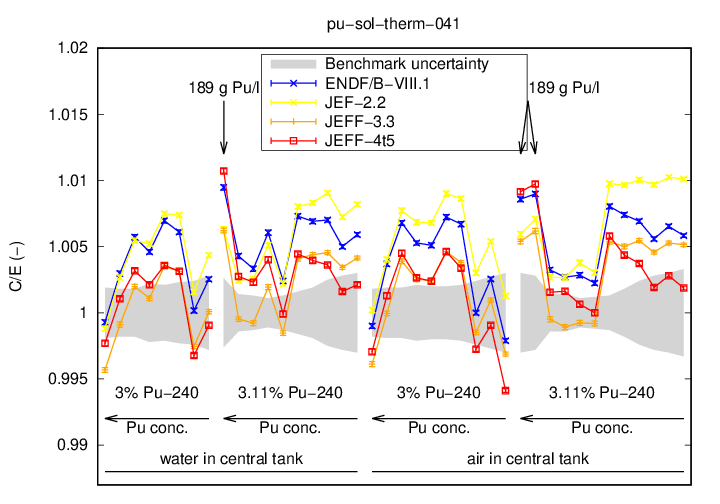 pu−sol−therm−041
1.02
1.015
1.01
1.005
1
0.995
0.99
C/E (−)
Benchmark uncertainty
ENDF/B−VIII.1
JEF−2.2
JEFF−3.3
JEFF−4t5
189 g Pu/l
189 g Pu/l
3% Pu−240
3.11% Pu−240
3% Pu−240
3.11% Pu−240
Pu conc.
Pu conc.
Pu conc.
Pu conc.
water in central tank
air in central tank